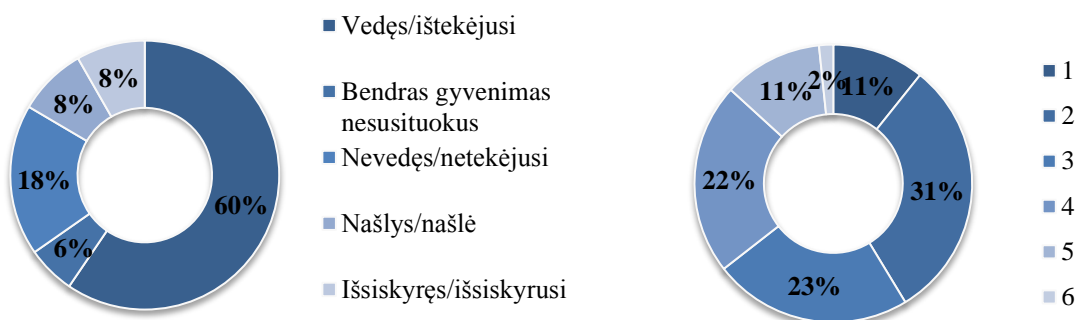 60%
6%
18%
8%
8%
Vedęs/ištekėjusi
Bendras gyvenimas
nesusituokus
Nevedęs/netekėjusi
Našlys/našlė
Išsiskyręs/išsiskyrusi
11%
31%
23%
22%
11%
2%
1
2
3
4
5
6